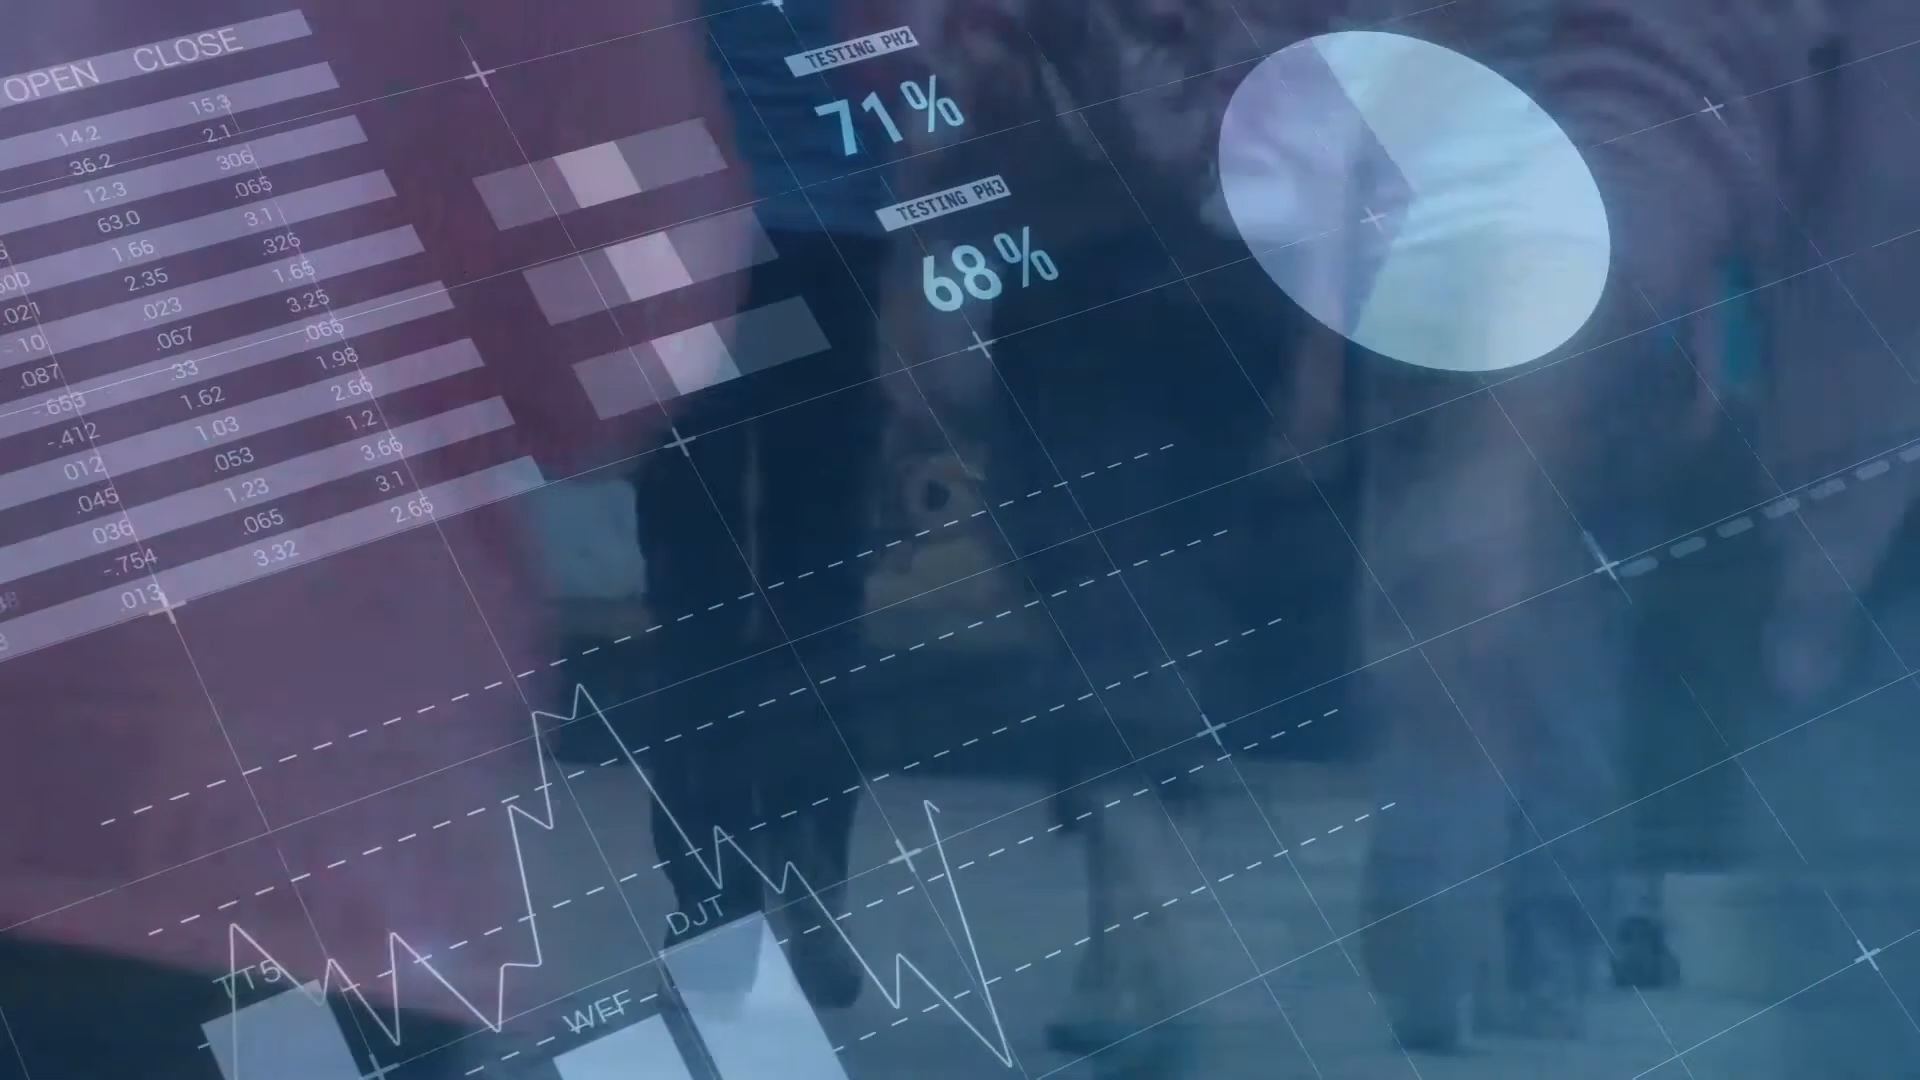 OPEN CLOSE
14.2 15.3
36.2 2.1
12.3 306
63.0 .065
1.66 3.1
2.35 .326
.021 023 1.65
-10 .067 3.25
.087 .33 .065
-.653 1.62 1.98
-.412 1.03 2.66
012 .053 1.2
.045 1.23 3.66
036 .065 3.1
-.754 3.32 2.65
.013
TESTING PH2
71%
TESTING PH3
68%
TT5
WEF
DJT